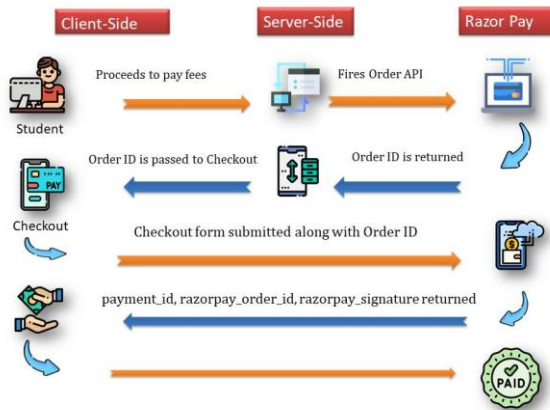 Client-Side
Server-Side
Razor Pay
Proceeds to pay fees
Fires Order API
Student
Order ID is passed to Checkout
Order ID is returned
PAY
Checkout
Checkout form submitted along with Order ID
payment_id, razorpay_order_id, razorpay_signature returned
PAID